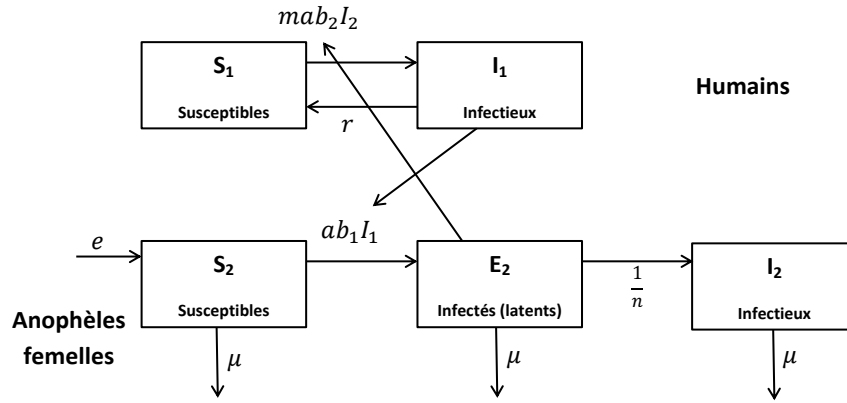 mab₂I₂
S₁
Susceptibles
I₁
Infectieux
Humains
r
ab₁I₁
e
S₂
Susceptibles
E₂
Infectés (latents)
1/n
I₂
Infectieux
Anophèles
femelles
μ
μ
μ